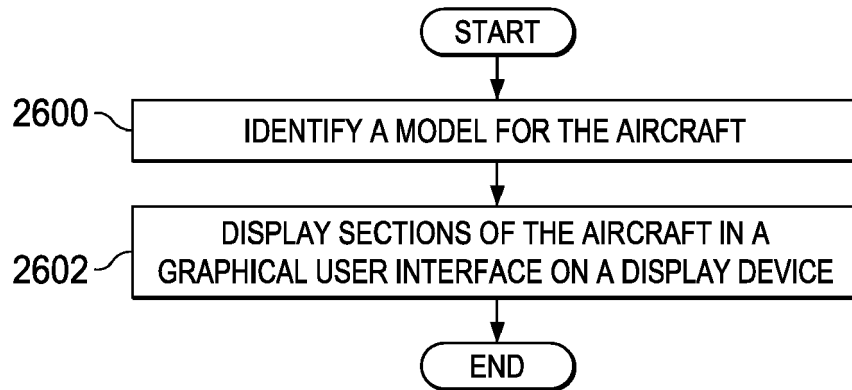 START
2600
IDENTIFY A MODEL FOR THE AIRCRAFT
DISPLAY SECTIONS OF THE AIRCRAFT IN A
GRAPHICAL USER INTERFACE ON A DISPLAY DEVICE
2602
END